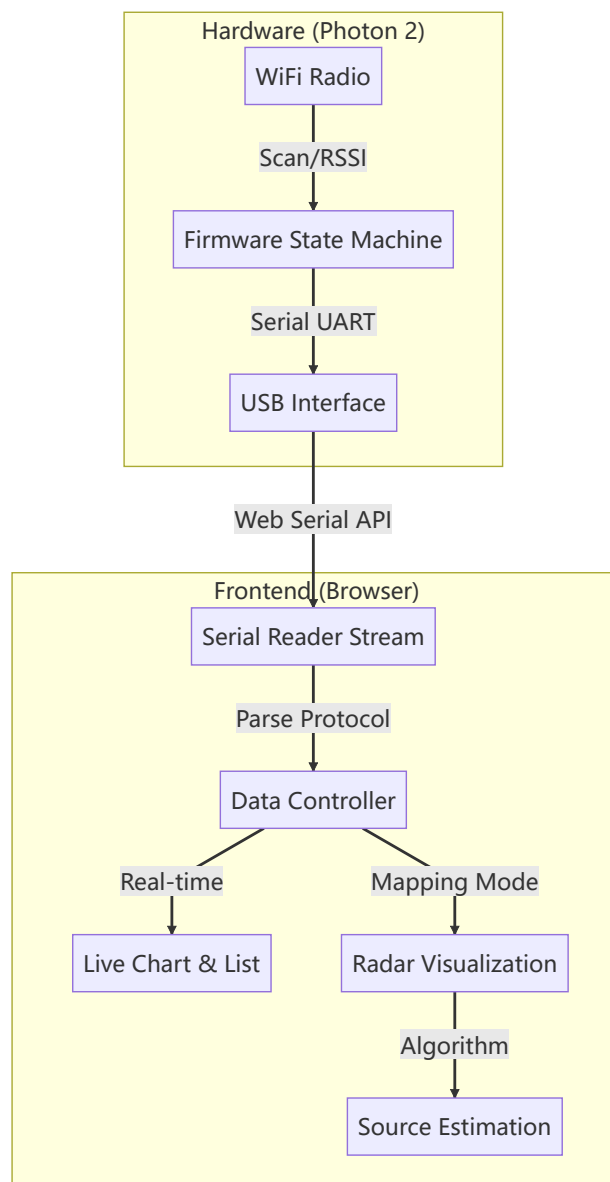 Hardware (Photon 2)
WiFi Radio
Scan/RSSI
Firmware State Machine
Serial UART
USB Interface
Web Serial API
Frontend (Browser)
Serial Reader Stream
Parse Protocol
Data Controller
Real-time
Mapping Mode
Live Chart & List
Radar Visualization
Algorithm
Source Estimation